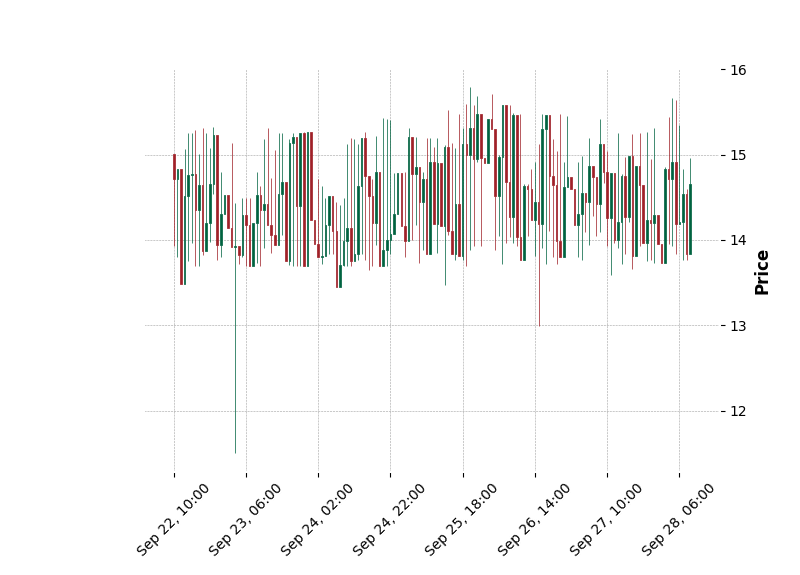 16
15
14
13
12
Price
Sep 22, 10:00
Sep 23, 06:00
Sep 24, 02:00
Sep 24, 22:00
Sep 25, 18:00
Sep 26, 14:00
Sep 27, 10:00
Sep 28, 06:00